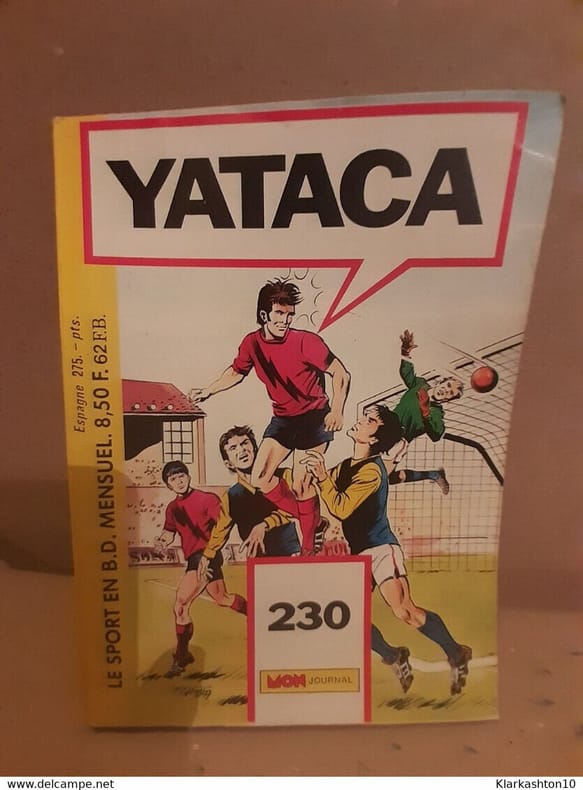 YATACA
Espagne 275.- pts.
LE SPORT EN B.D. MENSUEL. 8,50 F. 62 F.B.
230
MON JOURNAL
www.delcampe.net
Klarkashton10